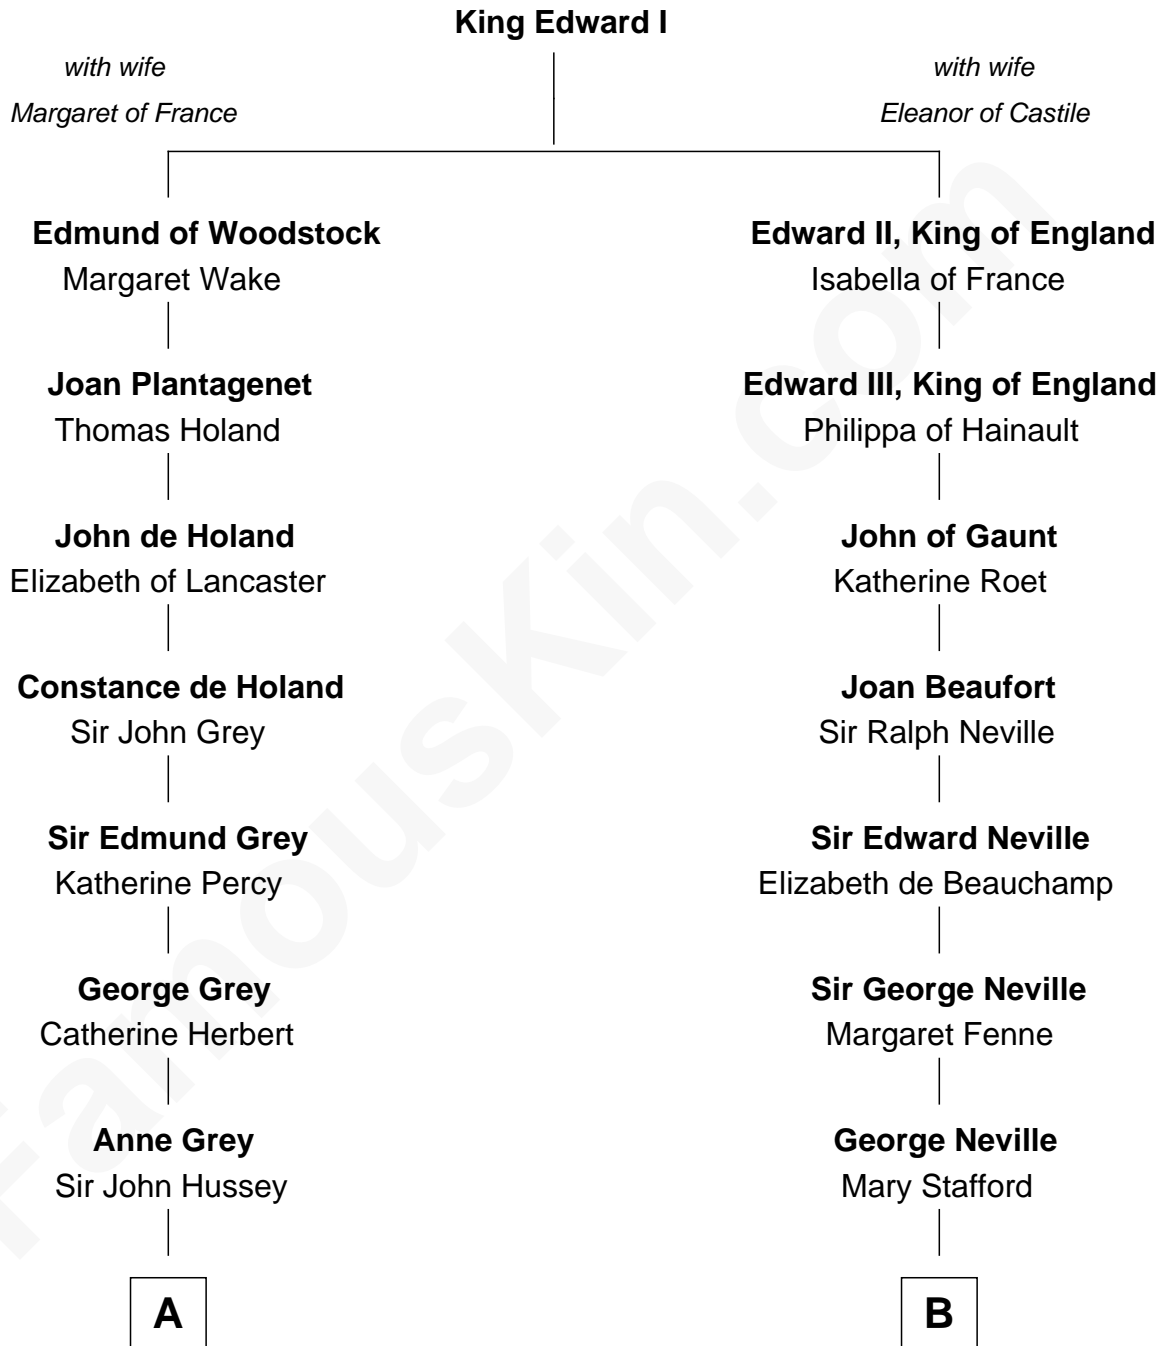 King Edward I
with wife
Margaret of France
with wife
Eleanor of Castile
Edmund of Woodstock
Margaret Wake
Edward II, King of England
Isabella of France
Joan Plantagenet
Thomas Holand
Edward III, King of England
Philippa of Hainault
John de Holand
Elizabeth of Lancaster
John of Gaunt
Katherine Roet
Constance de Holand
Sir John Grey
Joan Beaufort
Sir Ralph Neville
Sir Edmund Grey
Katherine Percy
Sir Edward Neville
Elizabeth de Beauchamp
George Grey
Catherine Herbert
Sir George Neville
Margaret Fenne
Anne Grey
Sir John Hussey
George Neville
Mary Stafford
A
B
FamousKin.com